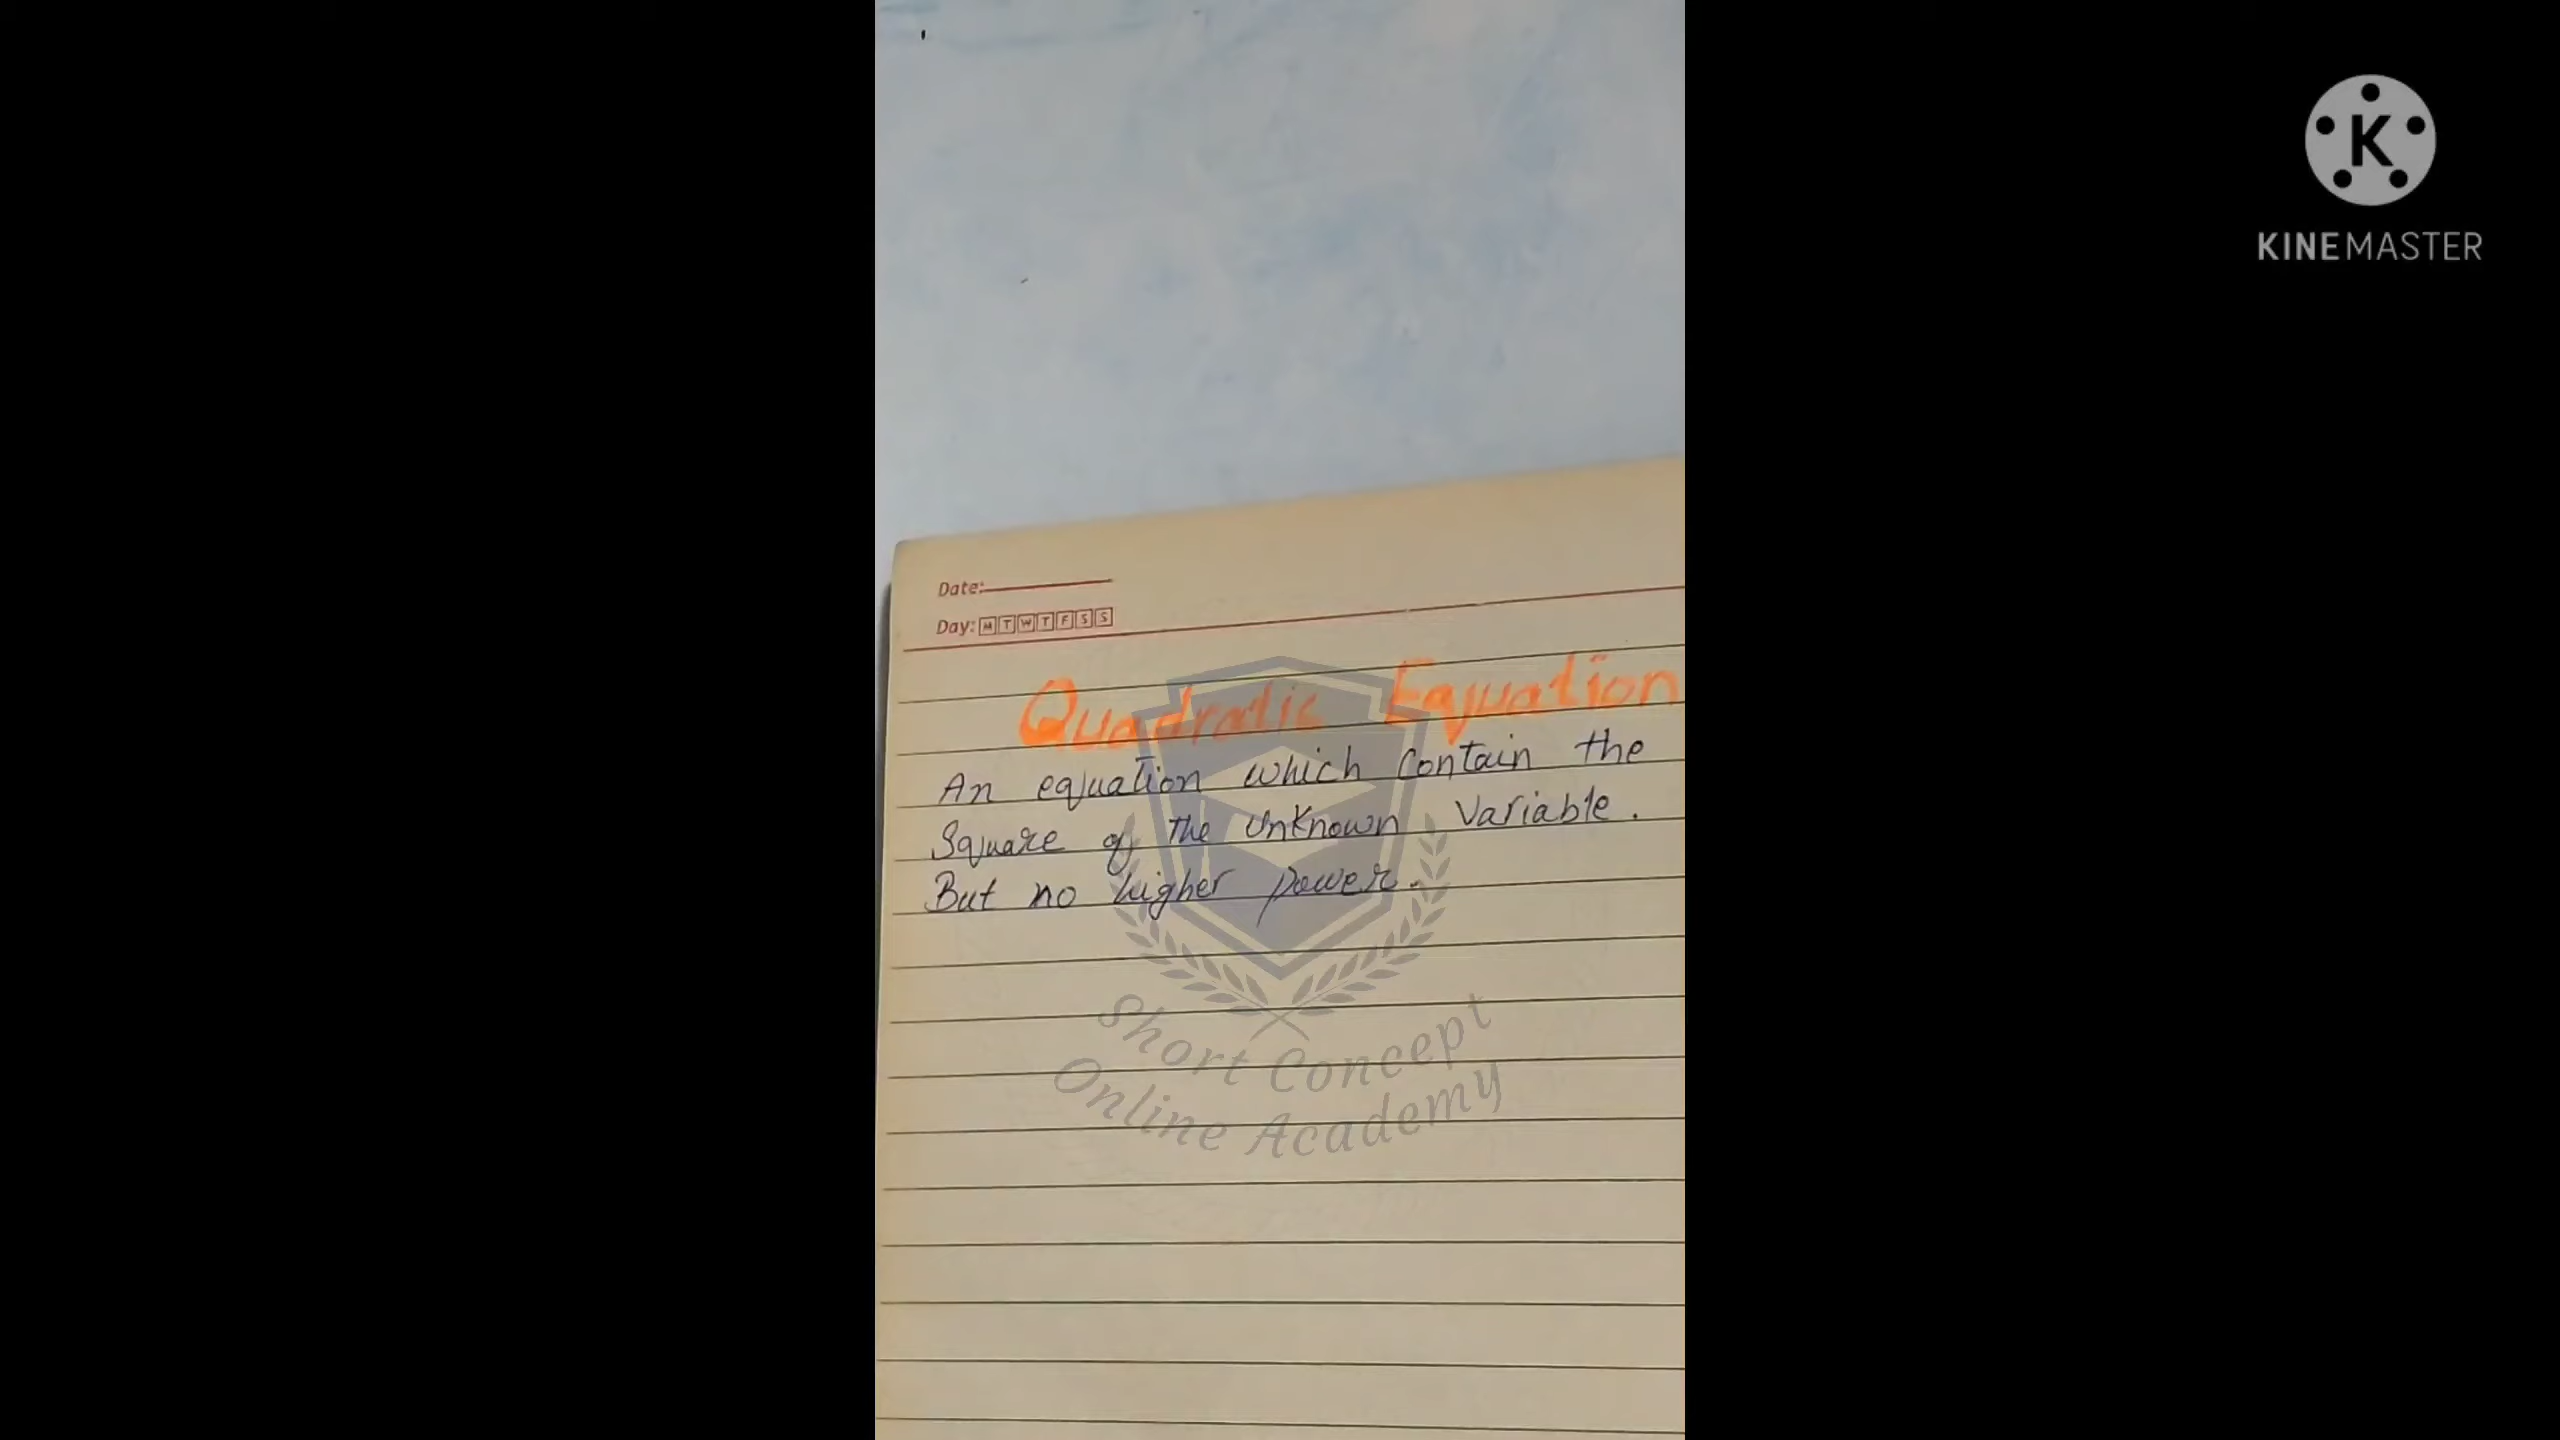 K
KINEMASTER
Date:
Day: M T W T F S S
Quadratic Equation
An equation which contain the
Square of the Unknown Variable.
But no higher power.
Short Concept
Online Academy